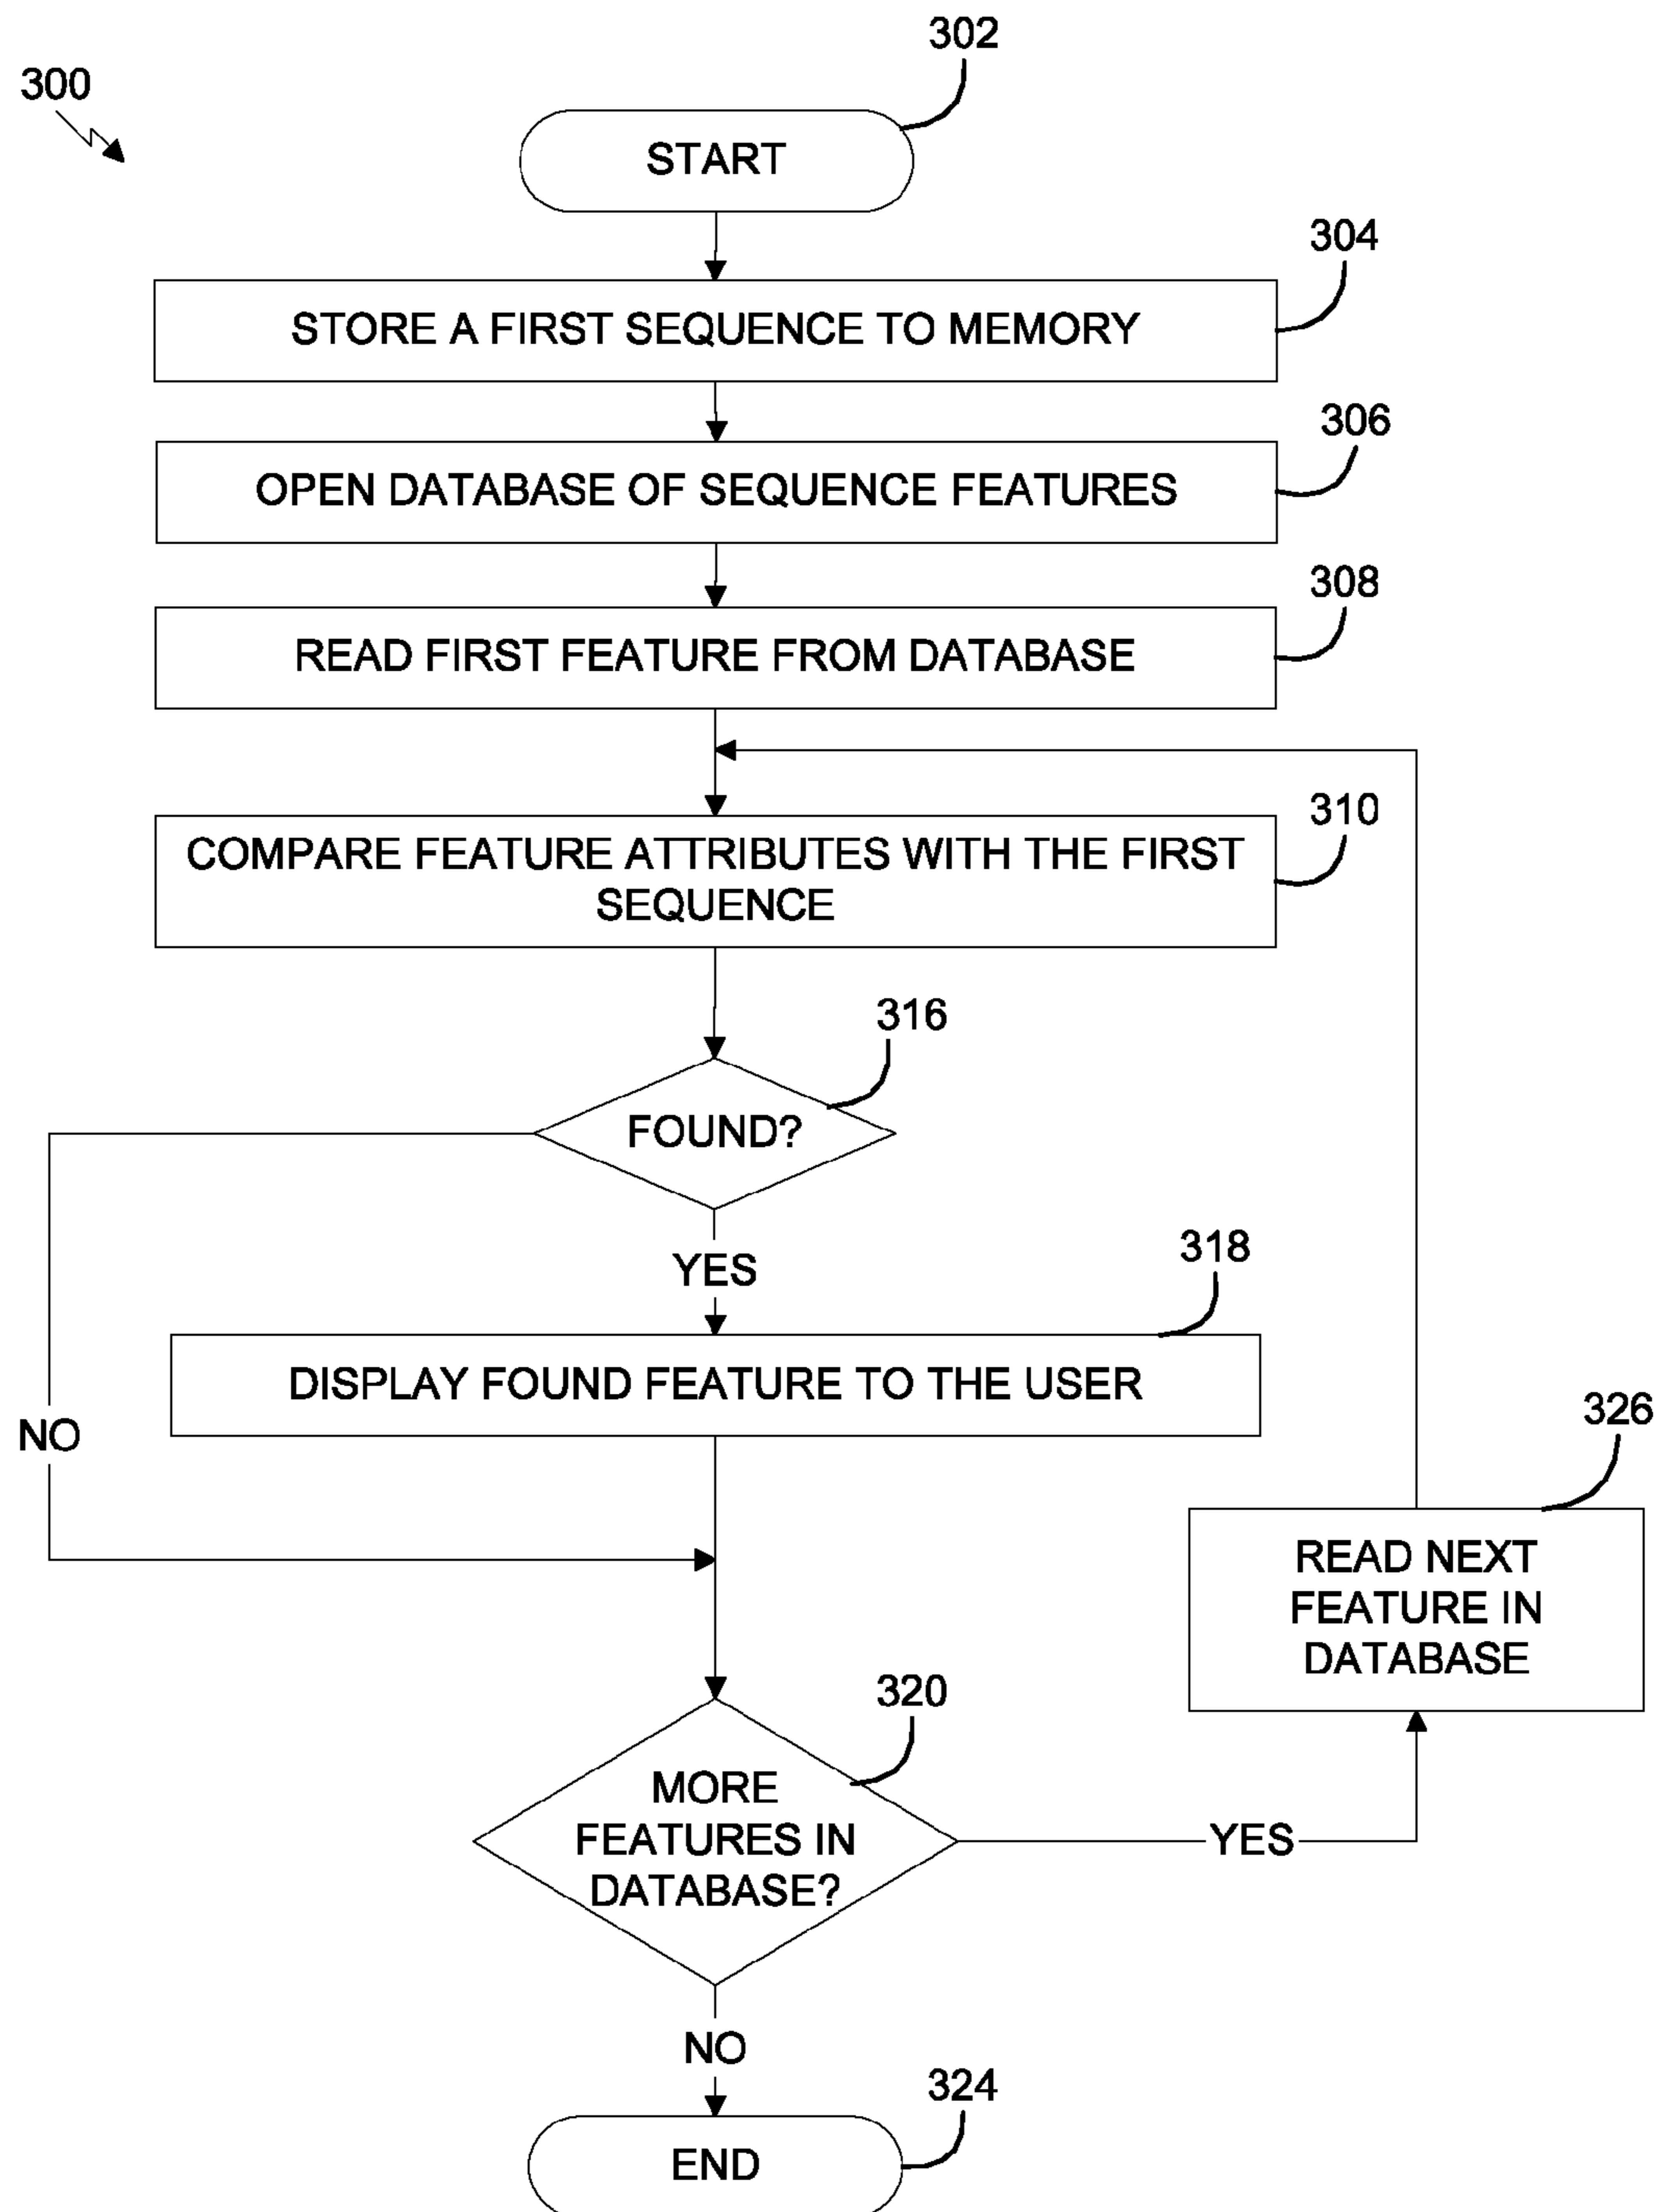 302
300
START
304
STORE A FIRST SEQUENCE TO MEMORY
306
OPEN DATABASE OF SEQUENCE FEATURES
308
READ FIRST FEATURE FROM DATABASE
310
COMPARE FEATURE ATTRIBUTES WITH THE FIRST
SEQUENCE
316
FOUND?
YES
318
DISPLAY FOUND FEATURE TO THE USER
NO
326
READ NEXT
FEATURE IN
DATABASE
320
MORE
FEATURES IN
DATABASE?
YES
NO
324
END